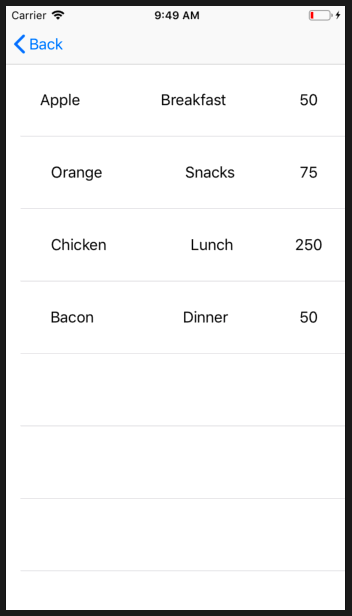 Carrier 9:49 AM
Back
Apple Breakfast 50
Orange Snacks 75
Chicken Lunch 250
Bacon Dinner 50